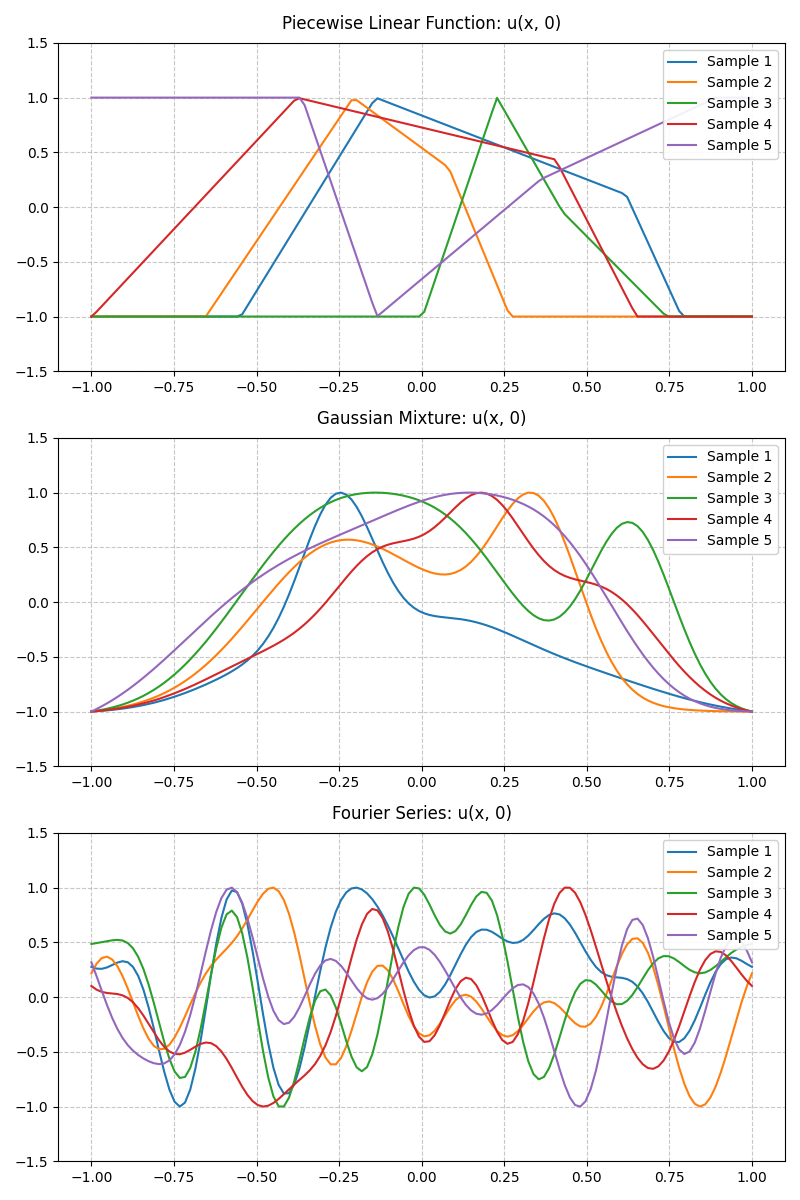 Piecewise Linear Function: u(x, 0)
1.5
1.0
0.5
0.0
−0.5
−1.0
−1.5
Sample 1
Sample 2
Sample 3
Sample 4
Sample 5
−1.00 −0.75 −0.50 −0.25 0.00 0.25 0.50 0.75 1.00
Gaussian Mixture: u(x, 0)
1.5
1.0
0.5
0.0
−0.5
−1.0
−1.5
Sample 1
Sample 2
Sample 3
Sample 4
Sample 5
−1.00 −0.75 −0.50 −0.25 0.00 0.25 0.50 0.75 1.00
Fourier Series: u(x, 0)
1.5
1.0
0.5
0.0
−0.5
−1.0
−1.5
Sample 1
Sample 2
Sample 3
Sample 4
Sample 5
−1.00 −0.75 −0.50 −0.25 0.00 0.25 0.50 0.75 1.00